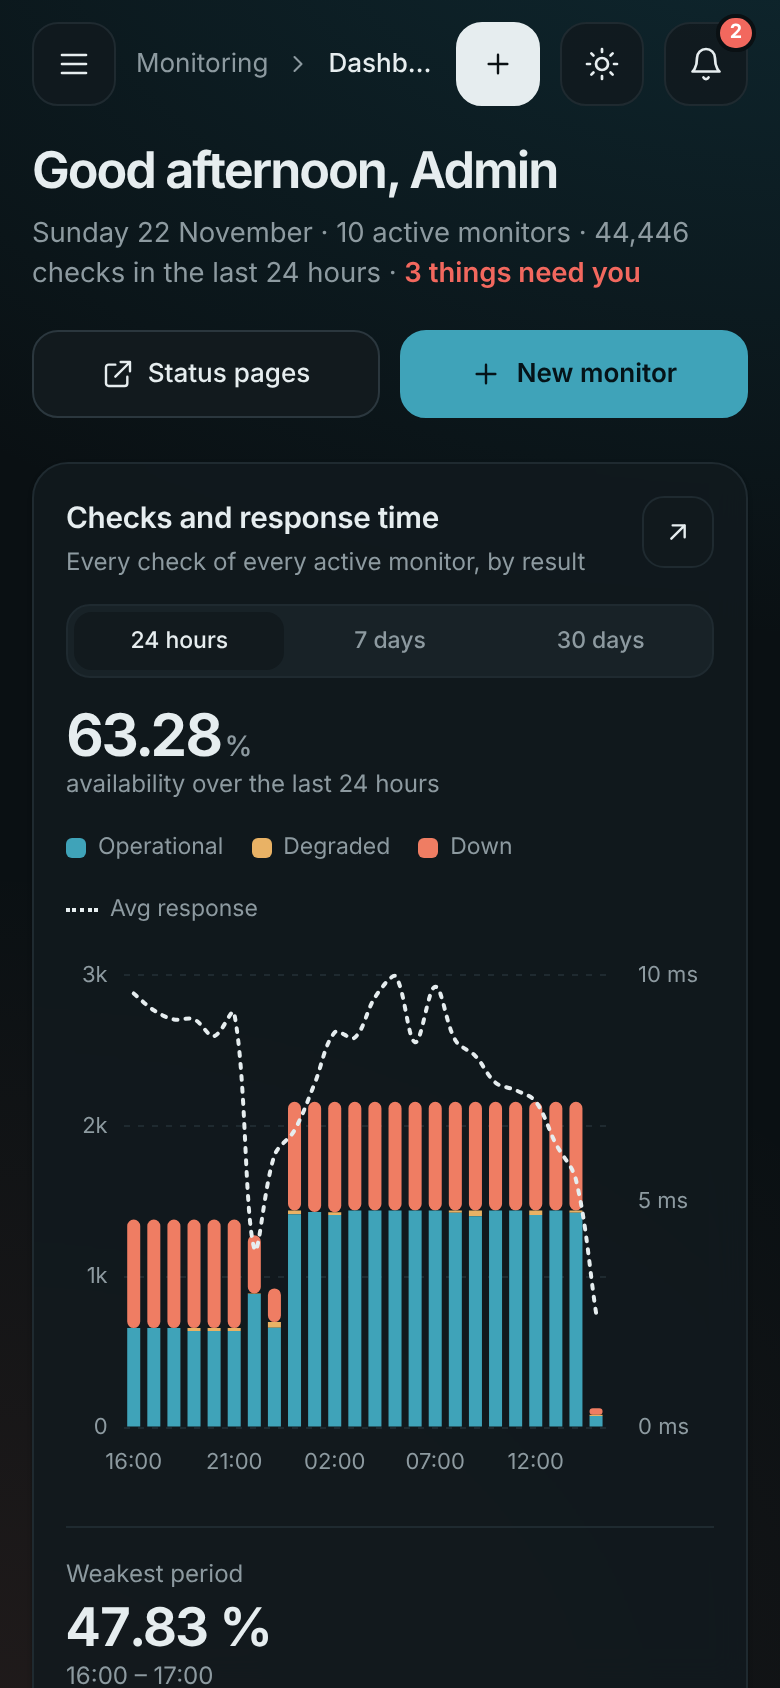 Monitoring > Dashb...
2
Good afternoon, Admin
Sunday 22 November · 10 active monitors · 44,446
checks in the last 24 hours · 3 things need you
Status pages
+ New monitor
Checks and response time
Every check of every active monitor, by result
24 hours
7 days
30 days
63.28%
availability over the last 24 hours
Operational
Degraded
Down
Avg response
3k
10 ms
2k
5 ms
1k
0
0 ms
16:00
21:00
02:00
07:00
12:00
Weakest period
47.83 %
16:00 – 17:00